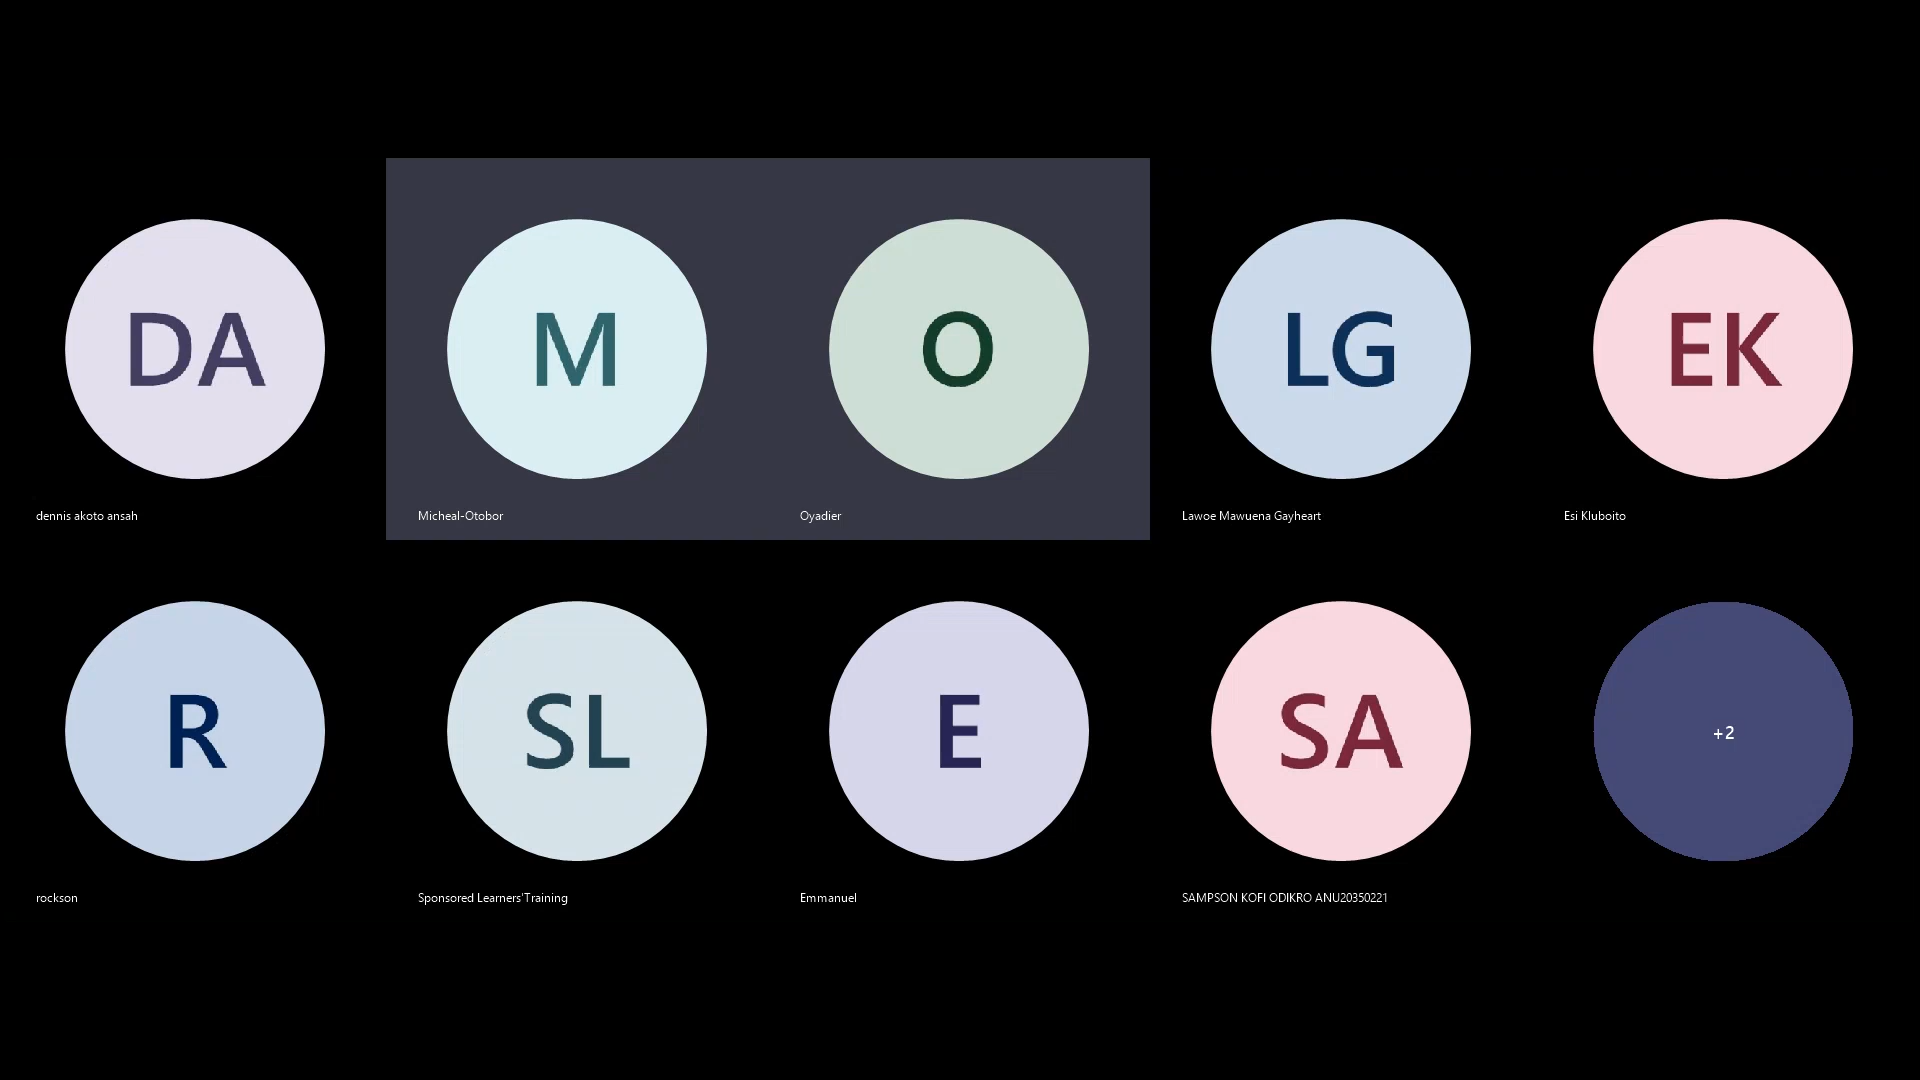 DA
M
O
LG
EK
dennis akoto ansah
Micheal-Otobor
Oyadier
Lawoe Mawuena Gayheart
Esi Kluboito
R
SL
E
SA
+2
rockson
Sponsored Learners'Training
Emmanuel
SAMPSON KOFI ODIKRO ANU20350221